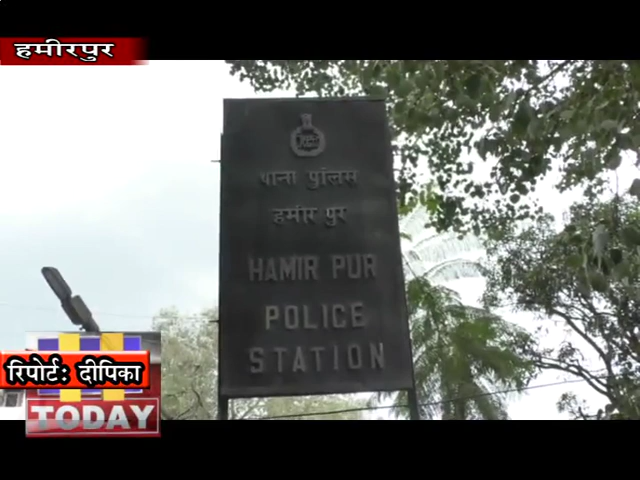 हमीरपुर
थाना पुलिस
हमीर पुर
HAMIR PUR
POLICE
STATION
रिपोर्टः दीपिका
TODAY